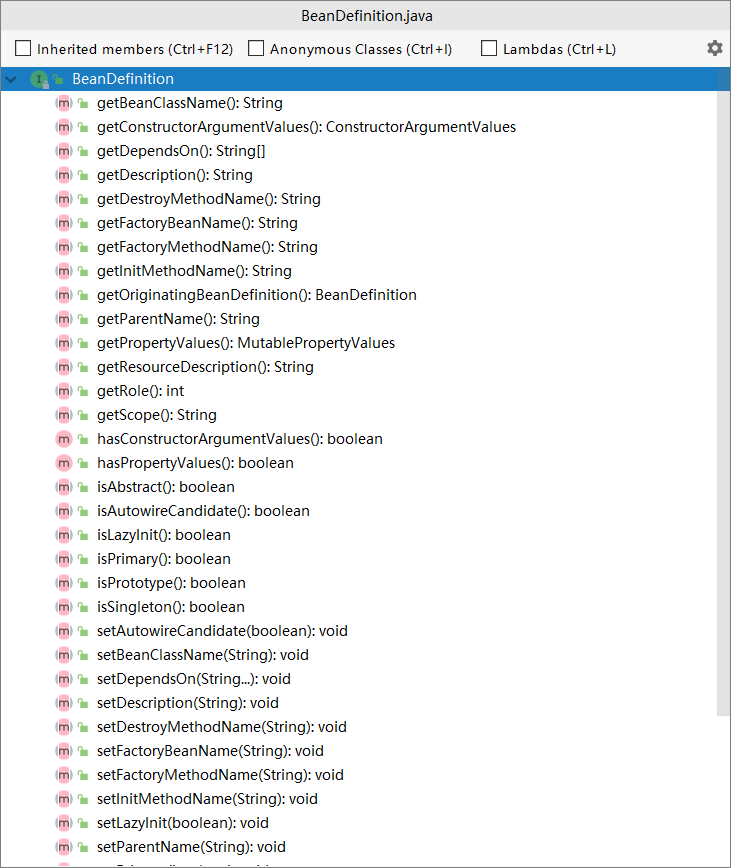 BeanDefinition.java
Inherited members (Ctrl+F12) Anonymous Classes (Ctrl+I) Lambdas (Ctrl+L)
BeanDefinition
getBeanClassName(): String
getConstructorArgumentValues(): ConstructorArgumentValues
getDependsOn(): String[]
getDescription(): String
getDestroyMethodName(): String
getFactoryBeanName(): String
getFactoryMethodName(): String
getInitMethodName(): String
getOriginatingBeanDefinition(): BeanDefinition
getParentName(): String
getPropertyValues(): MutablePropertyValues
getResourceDescription(): String
getRole(): int
getScope(): String
hasConstructorArgumentValues(): boolean
hasPropertyValues(): boolean
isAbstract(): boolean
isAutowireCandidate(): boolean
isLazyInit(): boolean
isPrimary(): boolean
isPrototype(): boolean
isSingleton(): boolean
setAutowireCandidate(boolean): void
setBeanClassName(String): void
setDependsOn(String...): void
setDescription(String): void
setDestroyMethodName(String): void
setFactoryBeanName(String): void
setFactoryMethodName(String): void
setInitMethodName(String): void
setLazyInit(boolean): void
setParentName(String): void